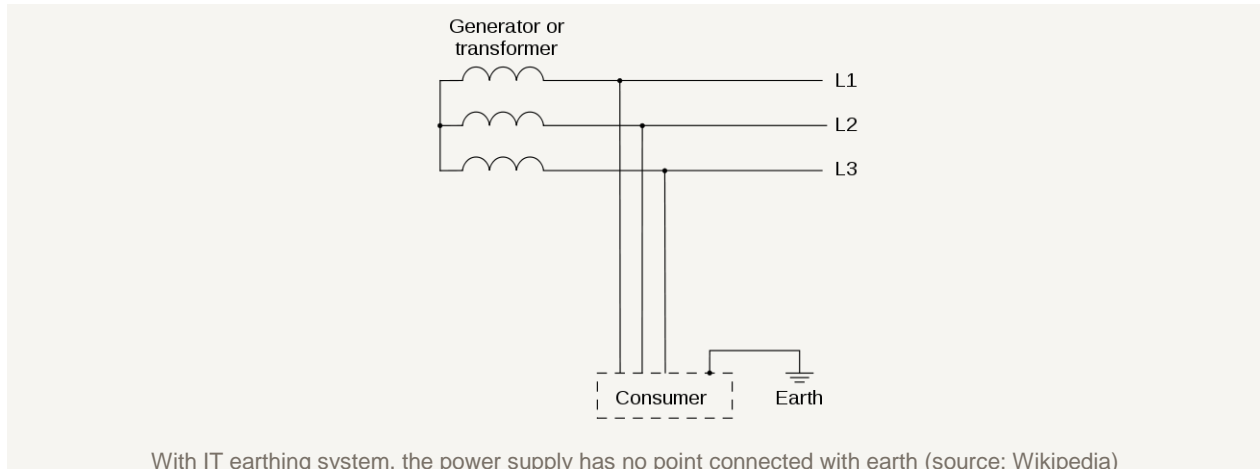 Generator or
transformer
L1
L2
L3
Consumer
Earth
With IT earthing system, the power supply has no point connected with earth (source: Wikipedia)